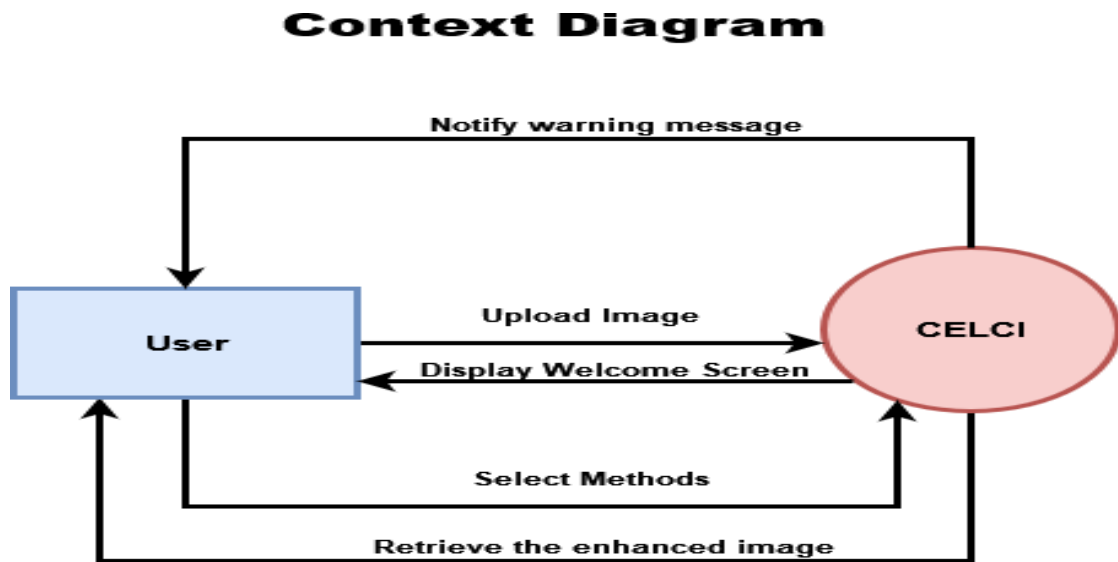 Context Diagram
Notify warning message
Upload Image
User
CELCI
Display Welcome Screen
Select Methods
Retrieve the enhanced image